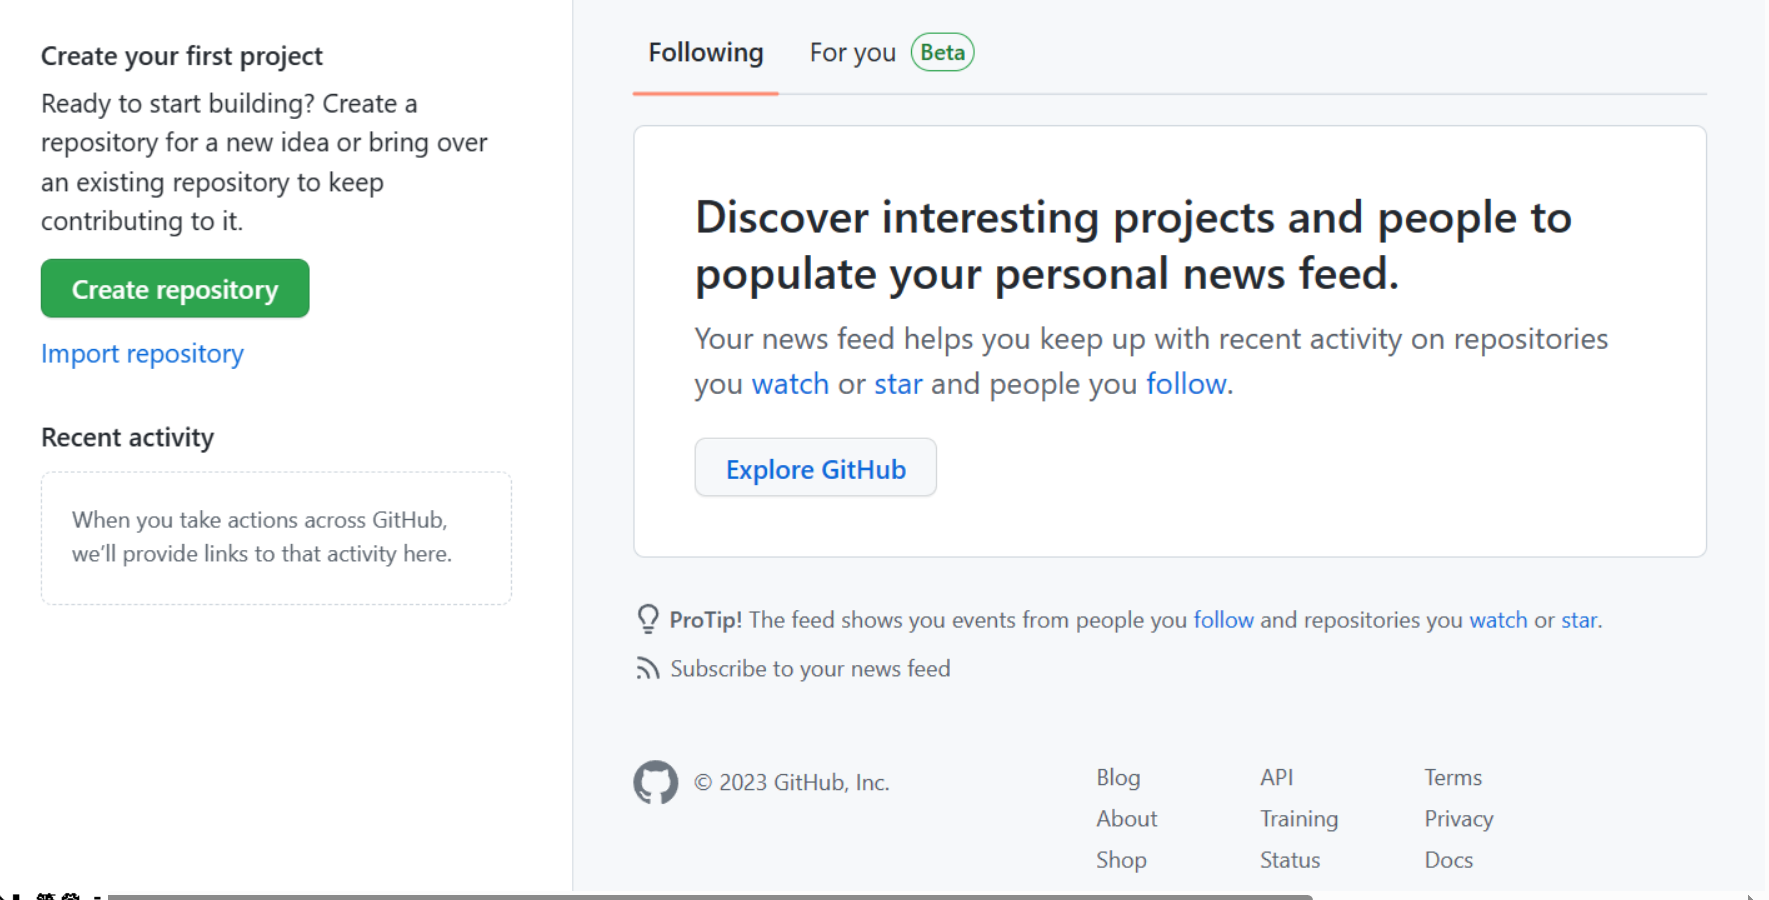 Create your first project
Ready to start building? Create a
repository for a new idea or bring over
an existing repository to keep
contributing to it.
Create repository
Import repository
Recent activity
When you take actions across GitHub,
we’ll provide links to that activity here.
Following For you Beta
Discover interesting projects and people to
populate your personal news feed.
Your news feed helps you keep up with recent activity on repositories
you watch or star and people you follow.
Explore GitHub
ProTip! The feed shows you events from people you follow and repositories you watch or star.
Subscribe to your news feed
© 2023 GitHub, Inc.
Blog
About
Shop
API
Training
Status
Terms
Privacy
Docs